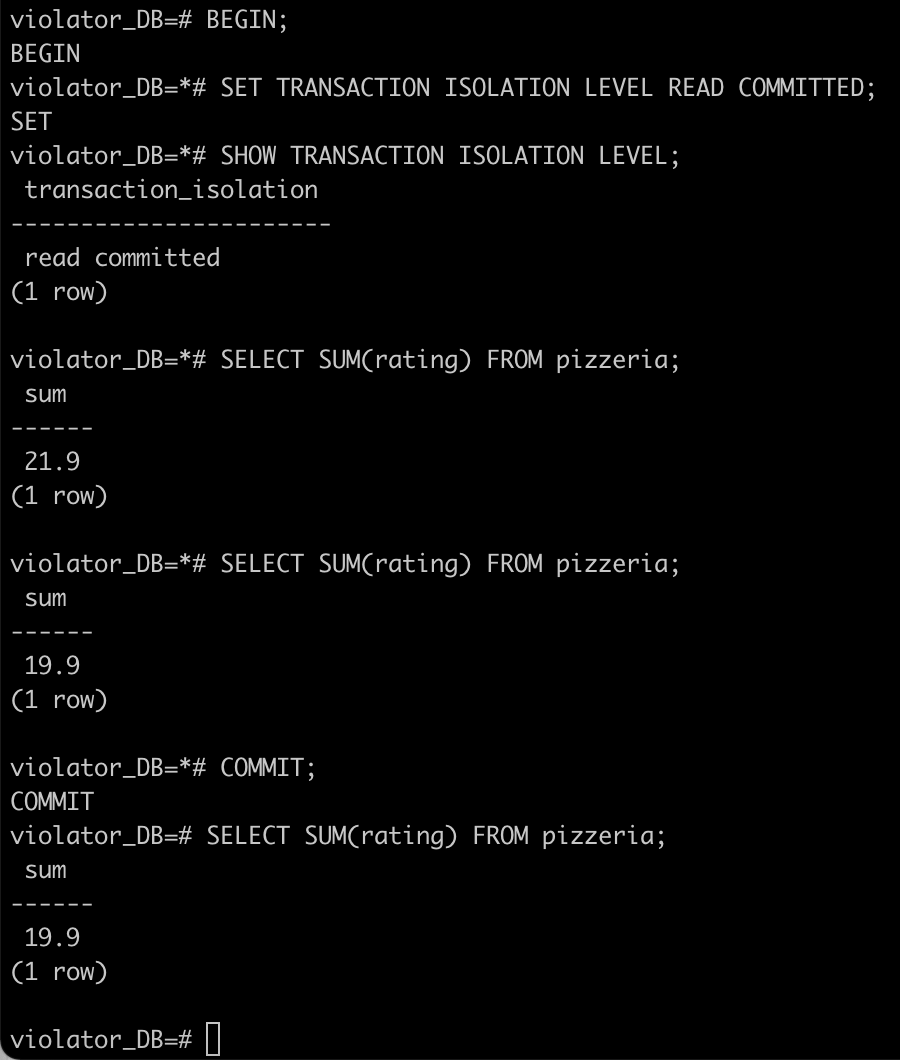 violator_DB=# BEGIN;
BEGIN
violator_DB=*# SET TRANSACTION ISOLATION LEVEL READ COMMITTED;
SET
violator_DB=*# SHOW TRANSACTION ISOLATION LEVEL;
 transaction_isolation
-----------------------
 read committed
(1 row)

violator_DB=*# SELECT SUM(rating) FROM pizzeria;
 sum
------
 21.9
(1 row)

violator_DB=*# SELECT SUM(rating) FROM pizzeria;
 sum
------
 19.9
(1 row)

violator_DB=*# COMMIT;
COMMIT
violator_DB=# SELECT SUM(rating) FROM pizzeria;
 sum
------
 19.9
(1 row)

violator_DB=#